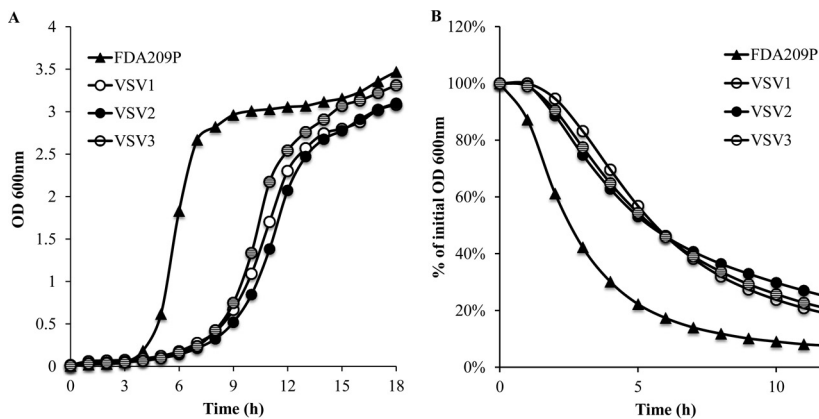 A
OD 600nm
4
3.5
3
2.5
2
1.5
1
0.5
0
FDA209P
VSV1
VSV2
VSV3
0 3 6 9 12 15 18
Time (h)
B
% of initial OD 600nm
120%
100%
80%
60%
40%
20%
0%
FDA209P
VSV1
VSV2
VSV3
0 5 10
Time (h)